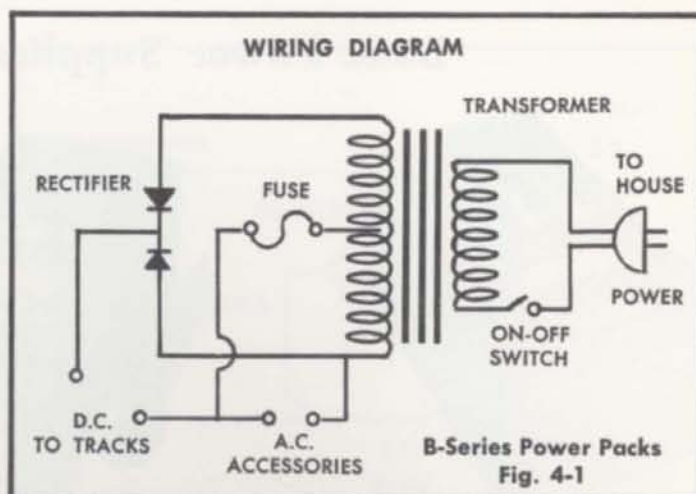 WIRING DIAGRAM
TRANSFORMER
RECTIFIER
FUSE
TO
HOUSE
POWER
ON-OFF
SWITCH
D.C.
TO TRACKS
A.C.
ACCESSORIES
B-Series Power Packs
Fig. 4-1